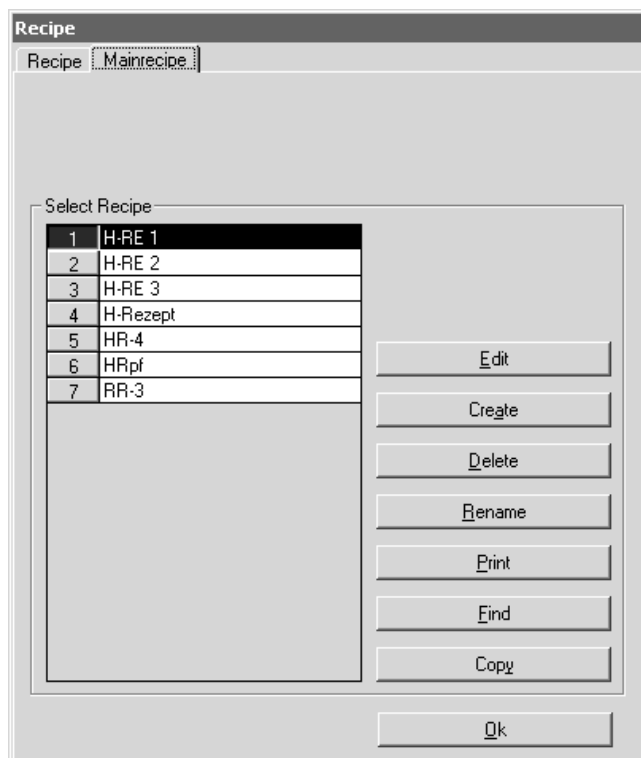 Recipe
Recipe Mainrecipe
Select Recipe
1 H-RE 1
2 H-RE 2
3 H-RE 3
4 H-Rezept
5 HR-4
6 HRpf
7 RR-3
Edit
Create
Delete
Rename
Print
Find
Copy
Ok